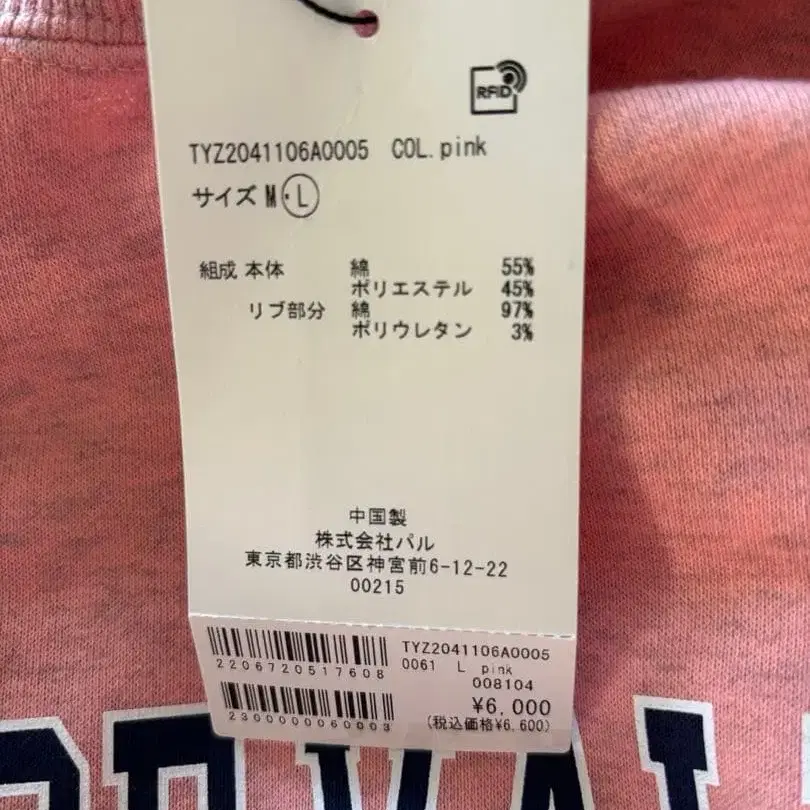 RFID
TYZ2041106A0005 COL.pink
サイズ M・L
組成 本体 綿 55%
ポリエステル 45%
リブ部分 綿 97%
ポリウレタン 3%
中国製
株式会社パル
東京都渋谷区神宮前6-12-22
00215
2206720517608
2300000060003
TYZ2041106A0005
0061 L pink
008104
¥6,000
(税込価格¥6,600)